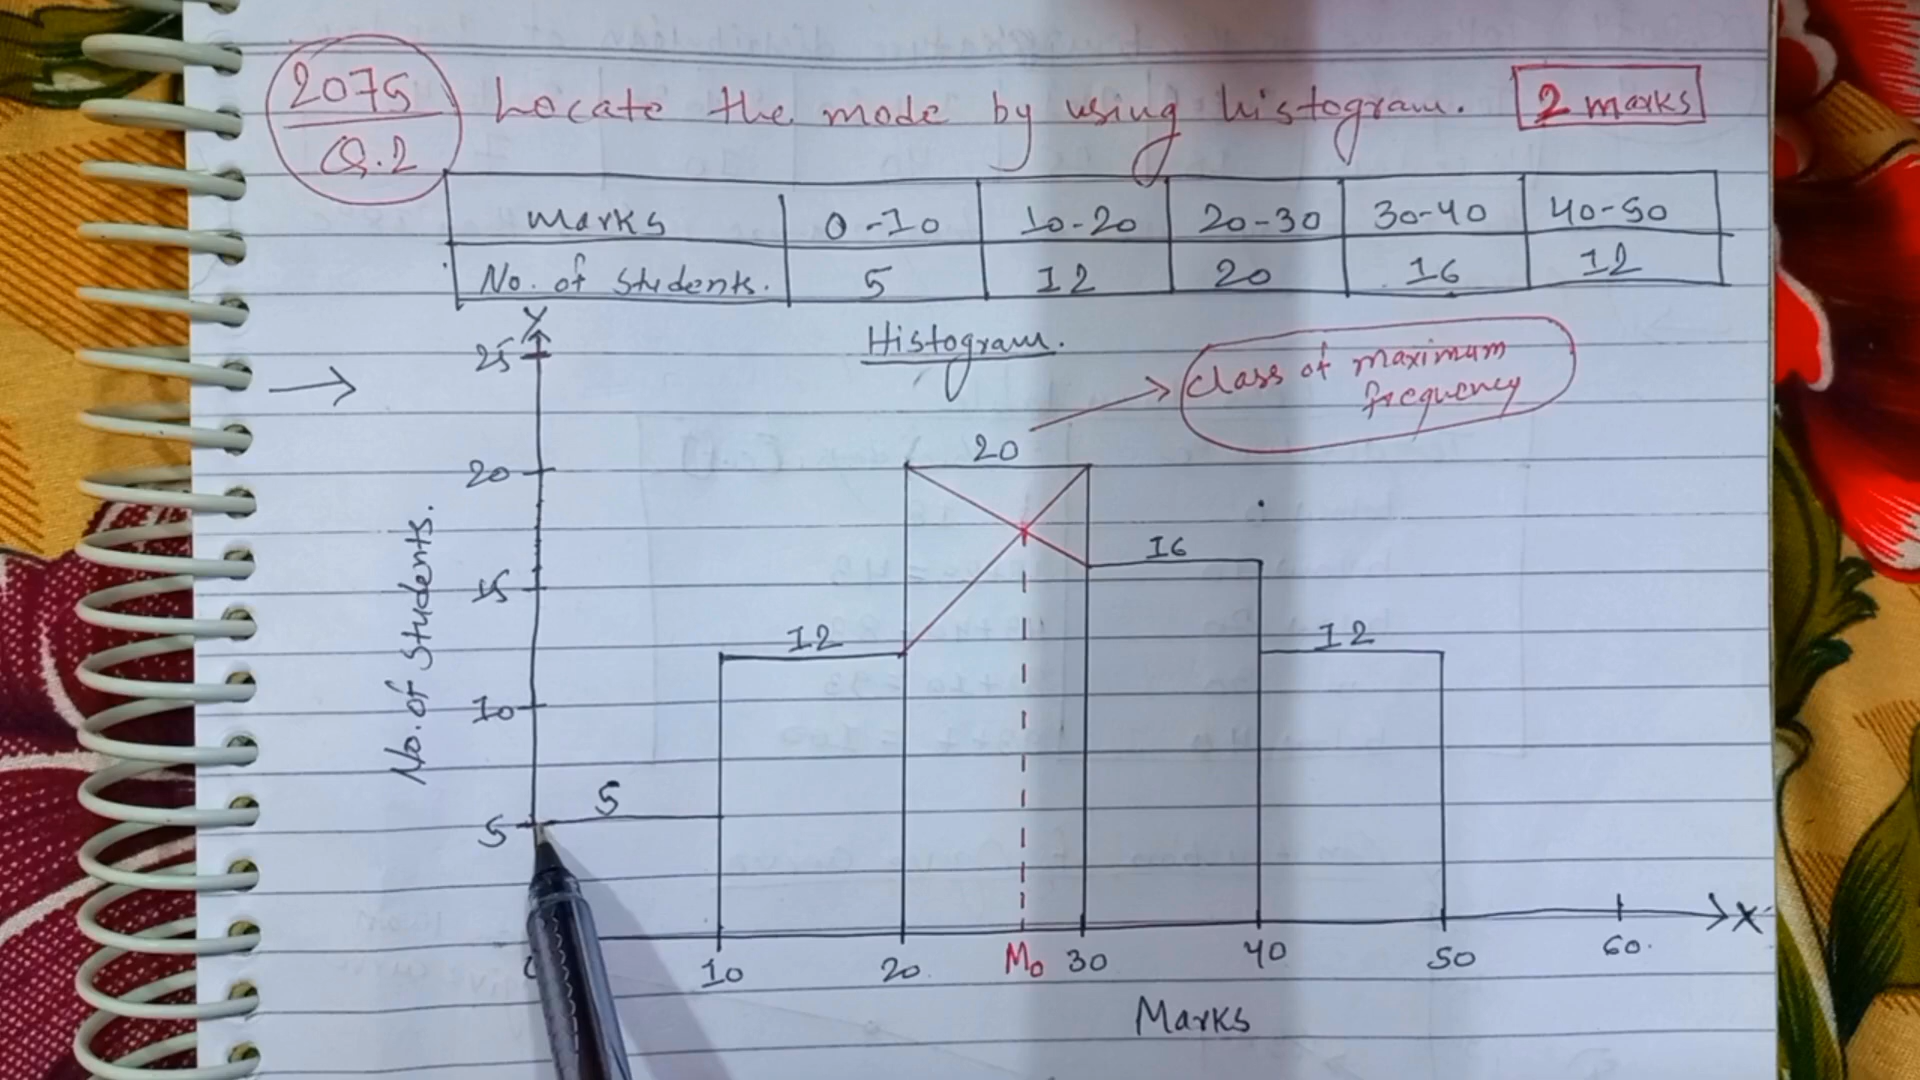 2075
Q.2
Locate the mode by using histogram. 2 marks
Marks 0-10 10-20 20-30 30-40 40-50
No. of Students. 5 12 20 16 12
Y
Histogram.
25
class of maximum
frequency
20
20
16
15
12
12
No. of Students.
10
5
5
X
10 20 Mo 30 40 50 60
Marks